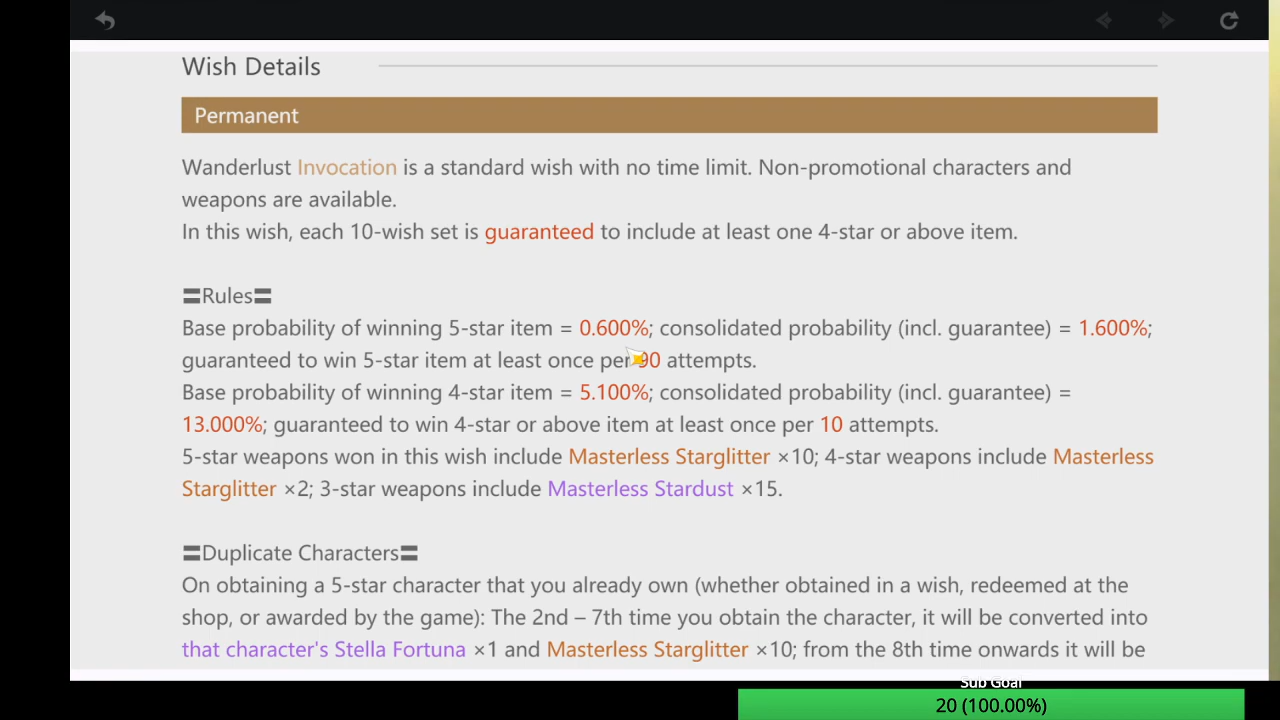 Wish Details
Permanent
Wanderlust Invocation is a standard wish with no time limit. Non-promotional characters and
weapons are available.
In this wish, each 10-wish set is guaranteed to include at least one 4-star or above item.
〓Rules〓
Base probability of winning 5-star item = 0.600%; consolidated probability (incl. guarantee) = 1.600%;
guaranteed to win 5-star item at least once per 90 attempts.
Base probability of winning 4-star item = 5.100%; consolidated probability (incl. guarantee) =
13.000%; guaranteed to win 4-star or above item at least once per 10 attempts.
5-star weapons won in this wish include Masterless Starglitter ×10; 4-star weapons include Masterless
Starglitter ×2; 3-star weapons include Masterless Stardust ×15.
〓Duplicate Characters〓
On obtaining a 5-star character that you already own (whether obtained in a wish, redeemed at the
shop, or awarded by the game): The 2nd – 7th time you obtain the character, it will be converted into
that character's Stella Fortuna ×1 and Masterless Starglitter ×10; from the 8th time onwards it will be
Sub Goal
20 (100.00%)